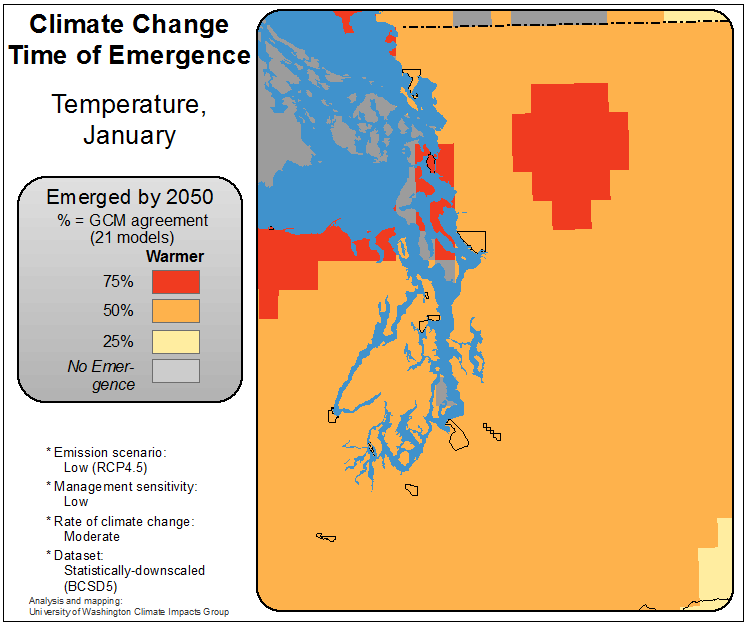 Climate Change
Time of Emergence
Temperature,
January
Emerged by 2050
% = GCM agreement
(21 models)
Warmer
75%
50%
25%
No Emer-
gence
* Emission scenario:
Low (RCP4.5)
* Management sensitivity:
Low
* Rate of climate change:
Moderate
* Dataset:
Statistically-downscaled
(BCSD5)
Analysis and mapping:
University of Washington Climate Impacts Group